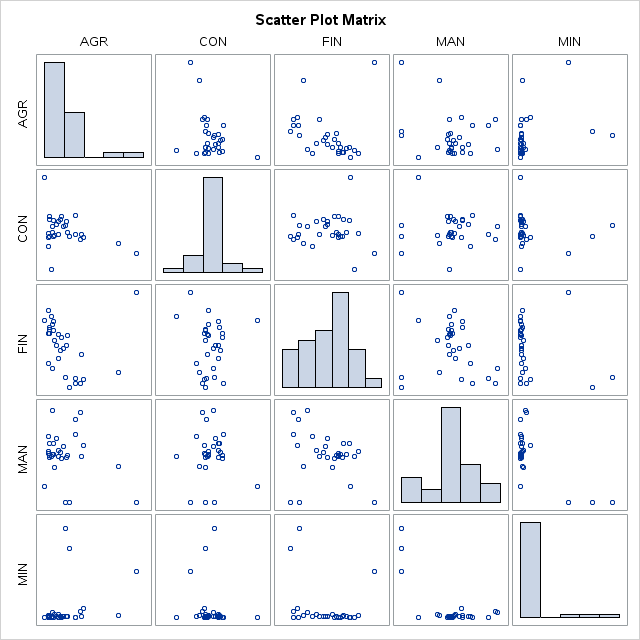 Scatter Plot Matrix
AGR CON FIN MAN MIN
AGR
CON
FIN
MAN
MIN